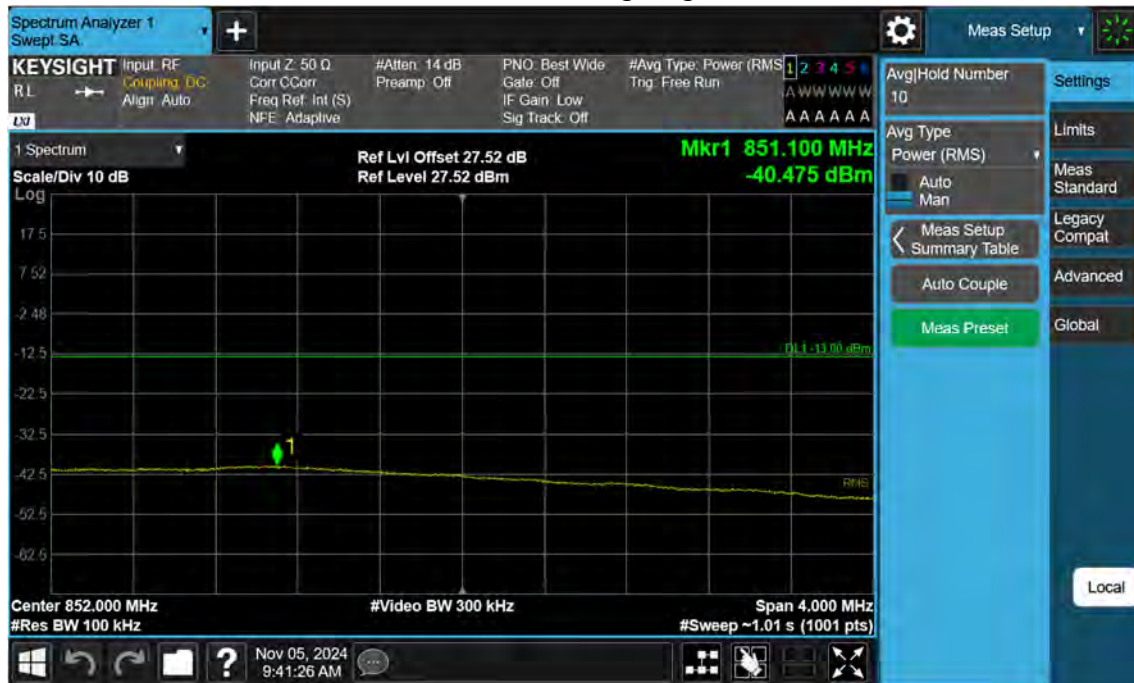 Spectrum Analyzer 1
Swept SA
+
Meas Setup
KEYSIGHT
RL
LXI
Input: RF
Coupling: DC
Align: Auto
Input Z: 50 Ω
Corr CCorr
Freq Ref: Int (S)
NFE: Adaptive
#Atten: 14 dB
Preamp: Off
PNO: Best Wide
Gate: Off
IF Gain: Low
Sig Track: Off
#Avg Type: Power (RMS
Trig: Free Run
1 2 3 4 5 6
A W W W W W
A A A A A A
1 Spectrum
Scale/Div 10 dB
Log
Ref Lvl Offset 27.52 dB
Ref Level 27.52 dBm
Mkr1 851.100 MHz
-40.475 dBm
17.5
7.52
-2.48
-12.5
DL1 -13.00 dBm
-22.5
-32.5
1
-42.5
RMS
-52.5
-62.5
Center 852.000 MHz
#Video BW 300 kHz
Span 4.000 MHz
#Res BW 100 kHz
#Sweep ~1.01 s (1001 pts)
Avg|Hold Number
10
Avg Type
Power (RMS)
Auto
Man
Meas Setup
Summary Table
Auto Couple
Meas Preset
Settings
Limits
Meas
Standard
Legacy
Compat
Advanced
Global
Local
?
Nov 05, 2024
9:41:26 AM